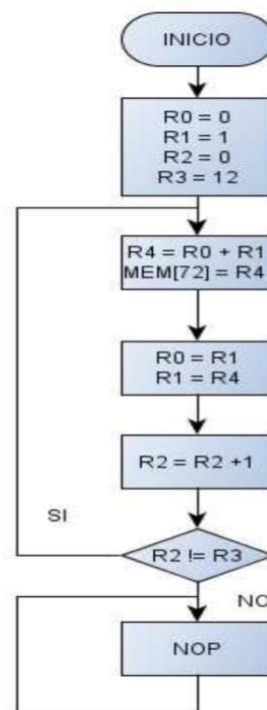 INICIO
R0 = 0
R1 = 1
R2 = 0
R3 = 12
R4 = R0 + R1
MEM[72] = R4
R0 = R1
R1 = R4
R2 = R2 +1
SI
R2 != R3
NO
NOP